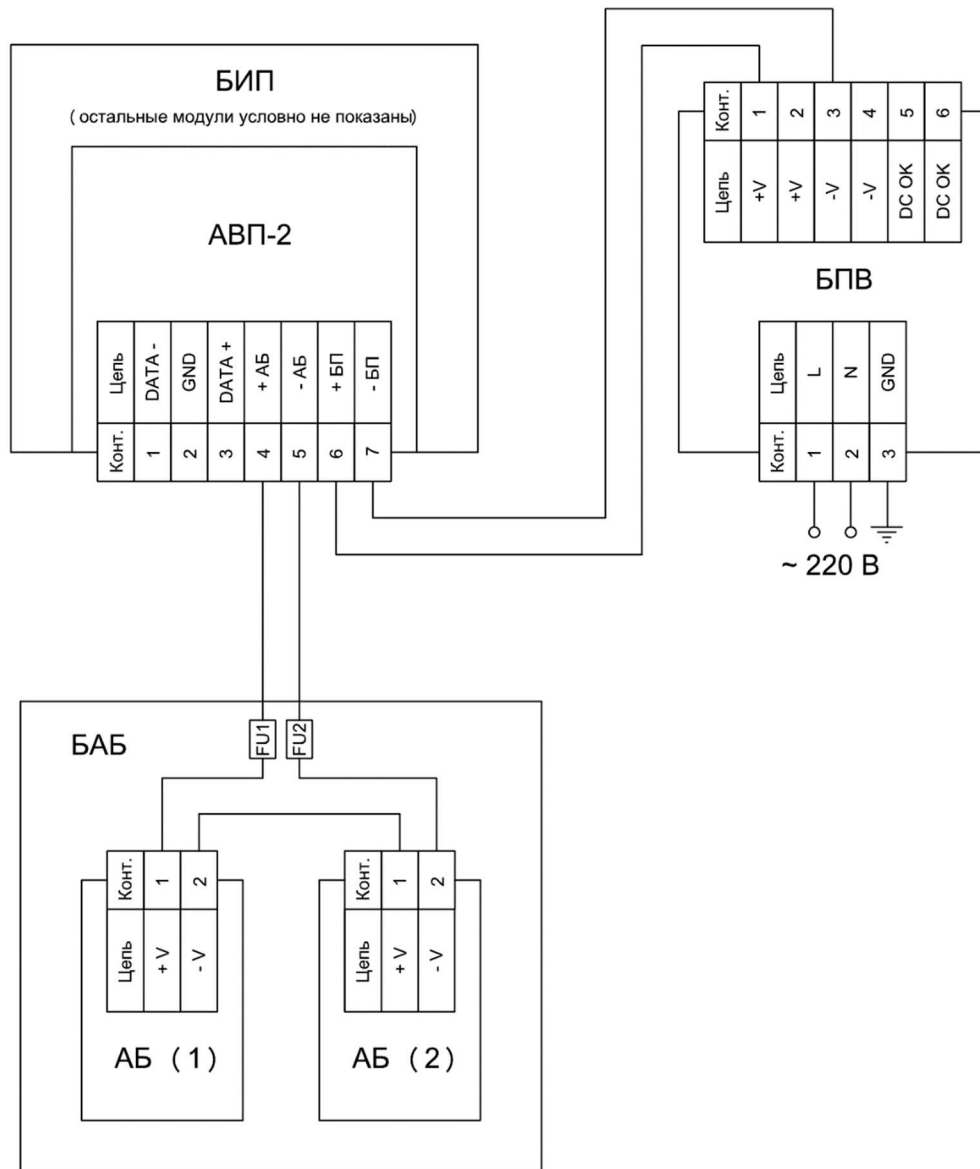 БИП
( остальные модули условно не показаны)
АВП-2
Цепь DATA - GND DATA + + АБ - АБ + БП - БП
Конт. 1 2 3 4 5 6 7
Конт. 1 2 3 4 5 6
Цепь +V +V -V -V DC OK DC OK
БПВ
Цепь L N GND
Конт. 1 2 3
~ 220 В
БАБ
FU1 FU2
Конт. 1 2
Цепь + V - V
АБ ( 1 )
Конт. 1 2
Цепь + V - V
АБ ( 2 )